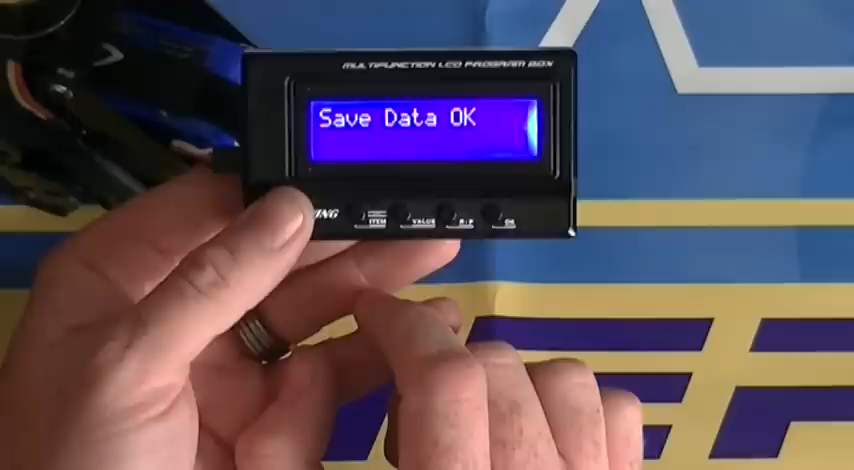 MULTIFUNCTION LCD PROGRAM BOX
Save Data OK
ITEM VALUE R/P OK